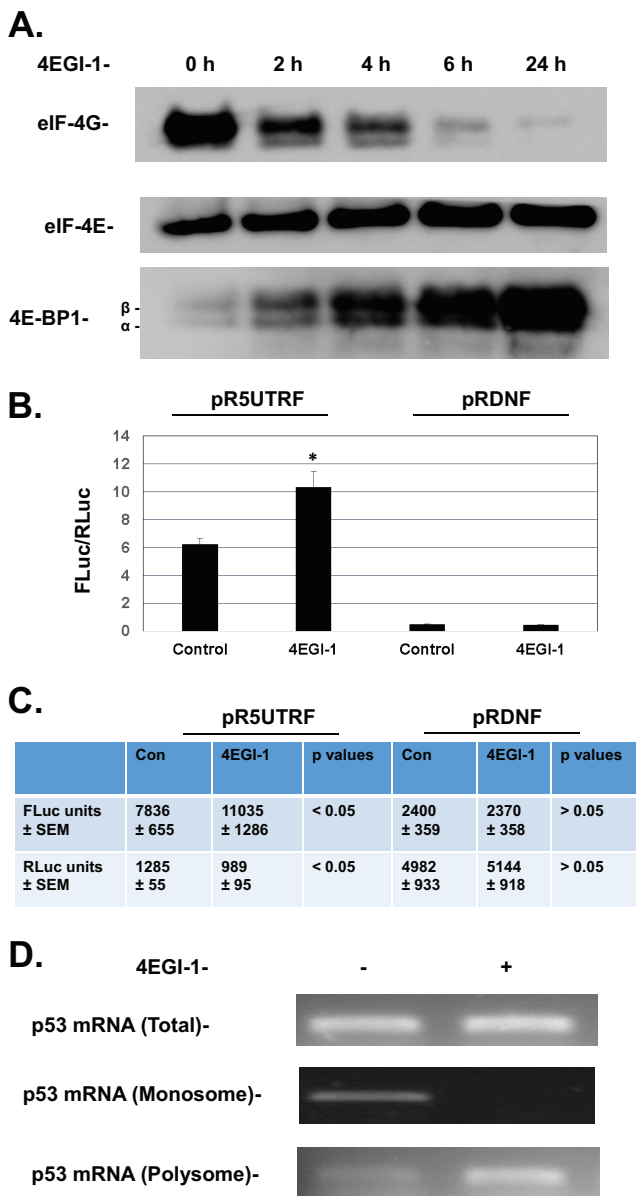 A.
4EGI-1- 0 h 2 h 4 h 6 h 24 h
eIF-4G-
eIF-4E-
4E-BP1- β -
α -
B.
pR5UTRF pRDNF
FLuc/RLuc
14
12
10
8
6
4
2
0
*
Control 4EGI-1 Control 4EGI-1
C.
pR5UTRF pRDNF
Con 4EGI-1 p values Con 4EGI-1 p values
FLuc units ± SEM 7836 ± 655 11035 ± 1286 < 0.05 2400 ± 359 2370 ± 358 > 0.05
RLuc units ± SEM 1285 ± 55 989 ± 95 < 0.05 4982 ± 933 5144 ± 918 > 0.05
D.
4EGI-1- - +
p53 mRNA (Total)-
p53 mRNA (Monosome)-
p53 mRNA (Polysome)-